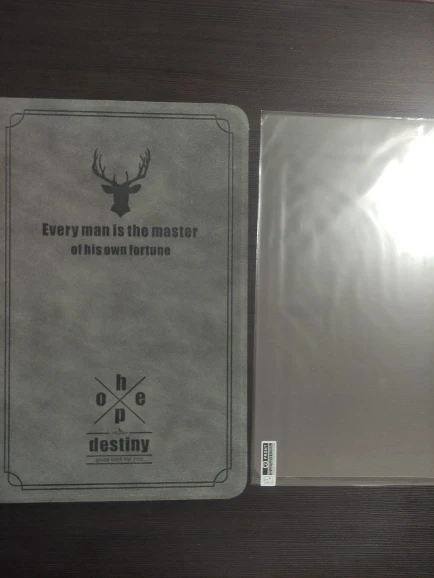 Every man is the master
of his own fortune
h
o e
p
destiny